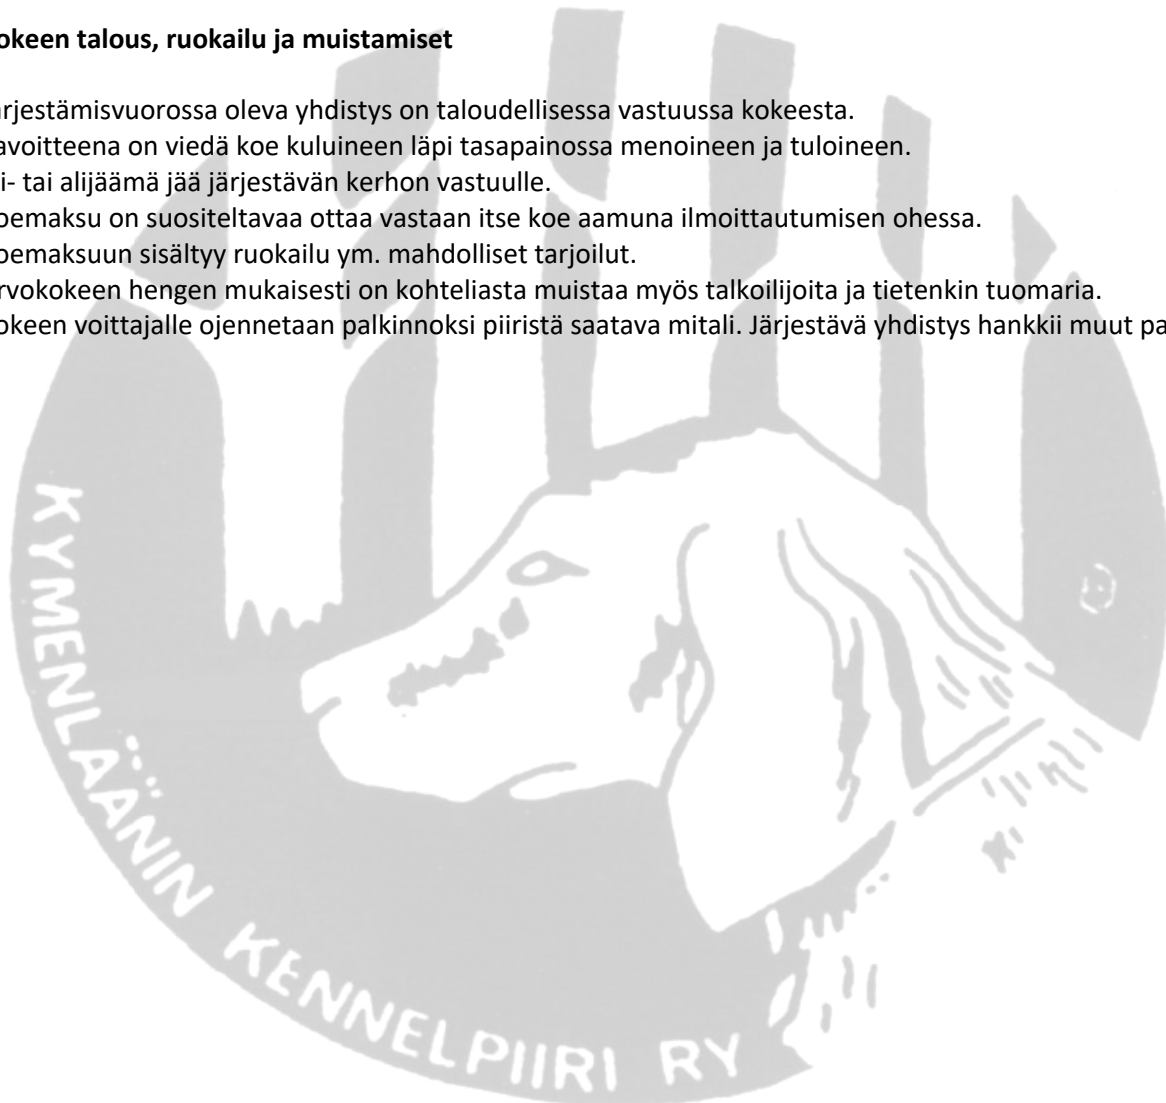 okeen talous, ruokailu ja muistamiset
rjestämisvuorossa oleva yhdistys on taloudellisessa vastuussa kokeesta.
avoitteena on viedä koe kuluineen läpi tasapainossa menoineen ja tuloineen.
i- tai alijäämä jää järjestävän kerhon vastuulle.
oemaksu on suositeltavaa ottaa vastaan itse koe aamuna ilmoittautumisen ohessa.
oemaksuun sisältyy ruokailu ym. mahdolliset tarjoilut.
rvokokeen hengen mukaisesti on kohteliasta muistaa myös talkoilijoita ja tietenkin tuomaria.
okeen voittajalle ojennetaan palkinnoksi piiristä saatava mitali. Järjestävä yhdistys hankkii muut pa
KYMENLÄÄNIN KENNELPIIRI RY